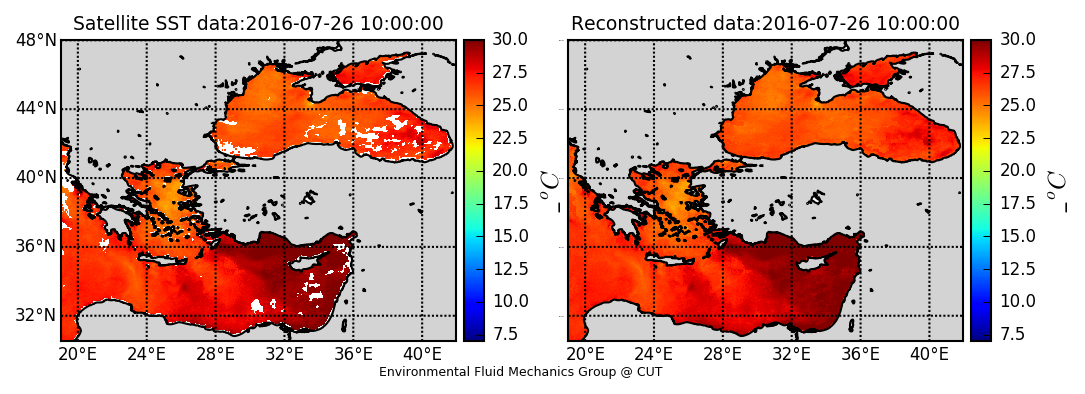 Satellite SST data:2016-07-26 10:00:00
Reconstructed data:2016-07-26 10:00:00
48°N
44°N
40°N
36°N
32°N
20°E 24°E 28°E 32°E 36°E 40°E
30.0
27.5
25.0
22.5
20.0
17.5
15.0
12.5
10.0
7.5
_ °C
20°E 24°E 28°E 32°E 36°E 40°E
30.0
27.5
25.0
22.5
20.0
17.5
15.0
12.5
10.0
7.5
_ °C
Environmental Fluid Mechanics Group @ CUT